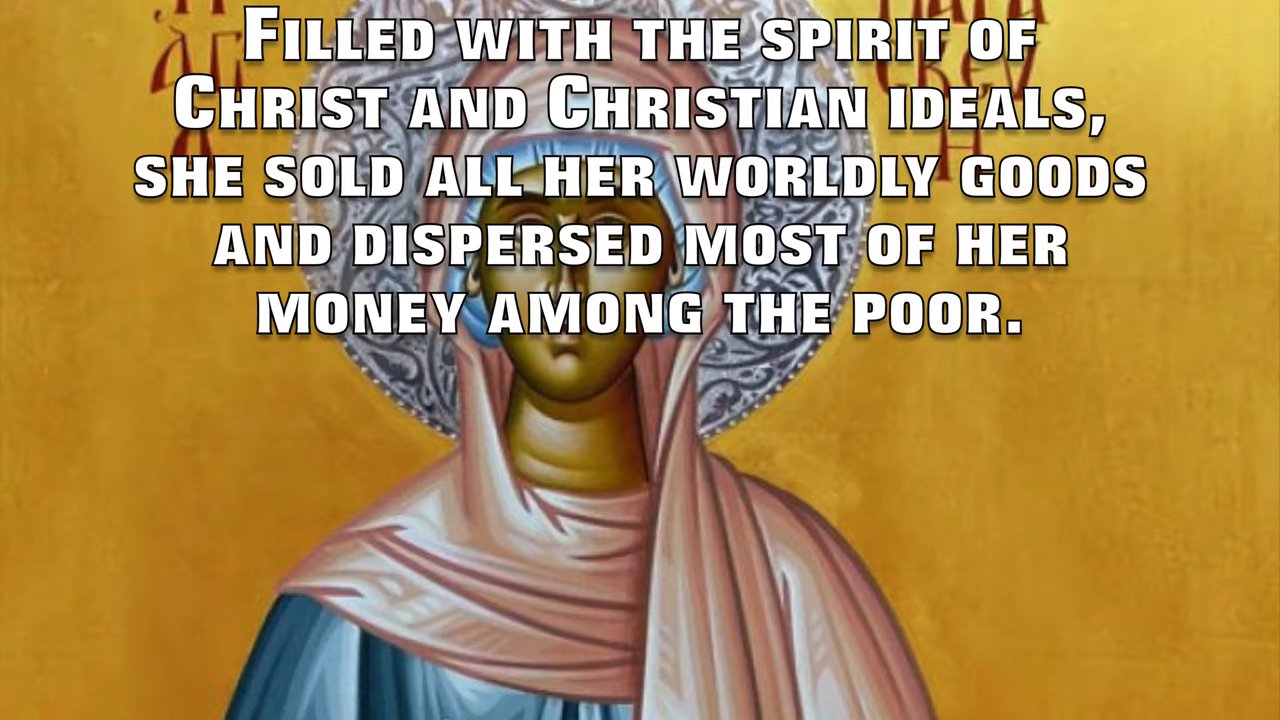 Filled with the spirit of
Christ and Christian ideals,
she sold all her worldly goods
and dispersed most of her
money among the poor.